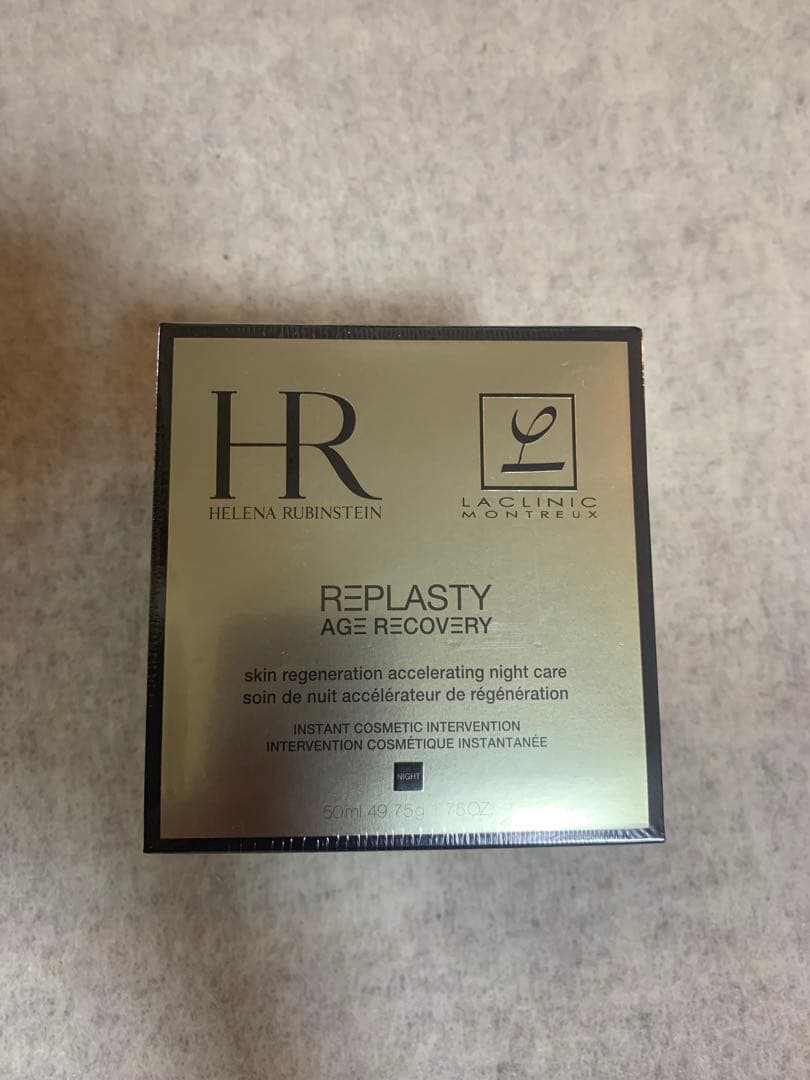 HR
HELENA RUBINSTEIN
LACLINIC
MONTREUX
REPLASTY
AGE RECOVERY
skin regeneration accelerating night care
soin de nuit accélérateur de régénération
INSTANT COSMETIC INTERVENTION
INTERVENTION COSMÉTIQUE INSTANTANÉE
NIGHT
50ml 49.75g 1.75OZ.